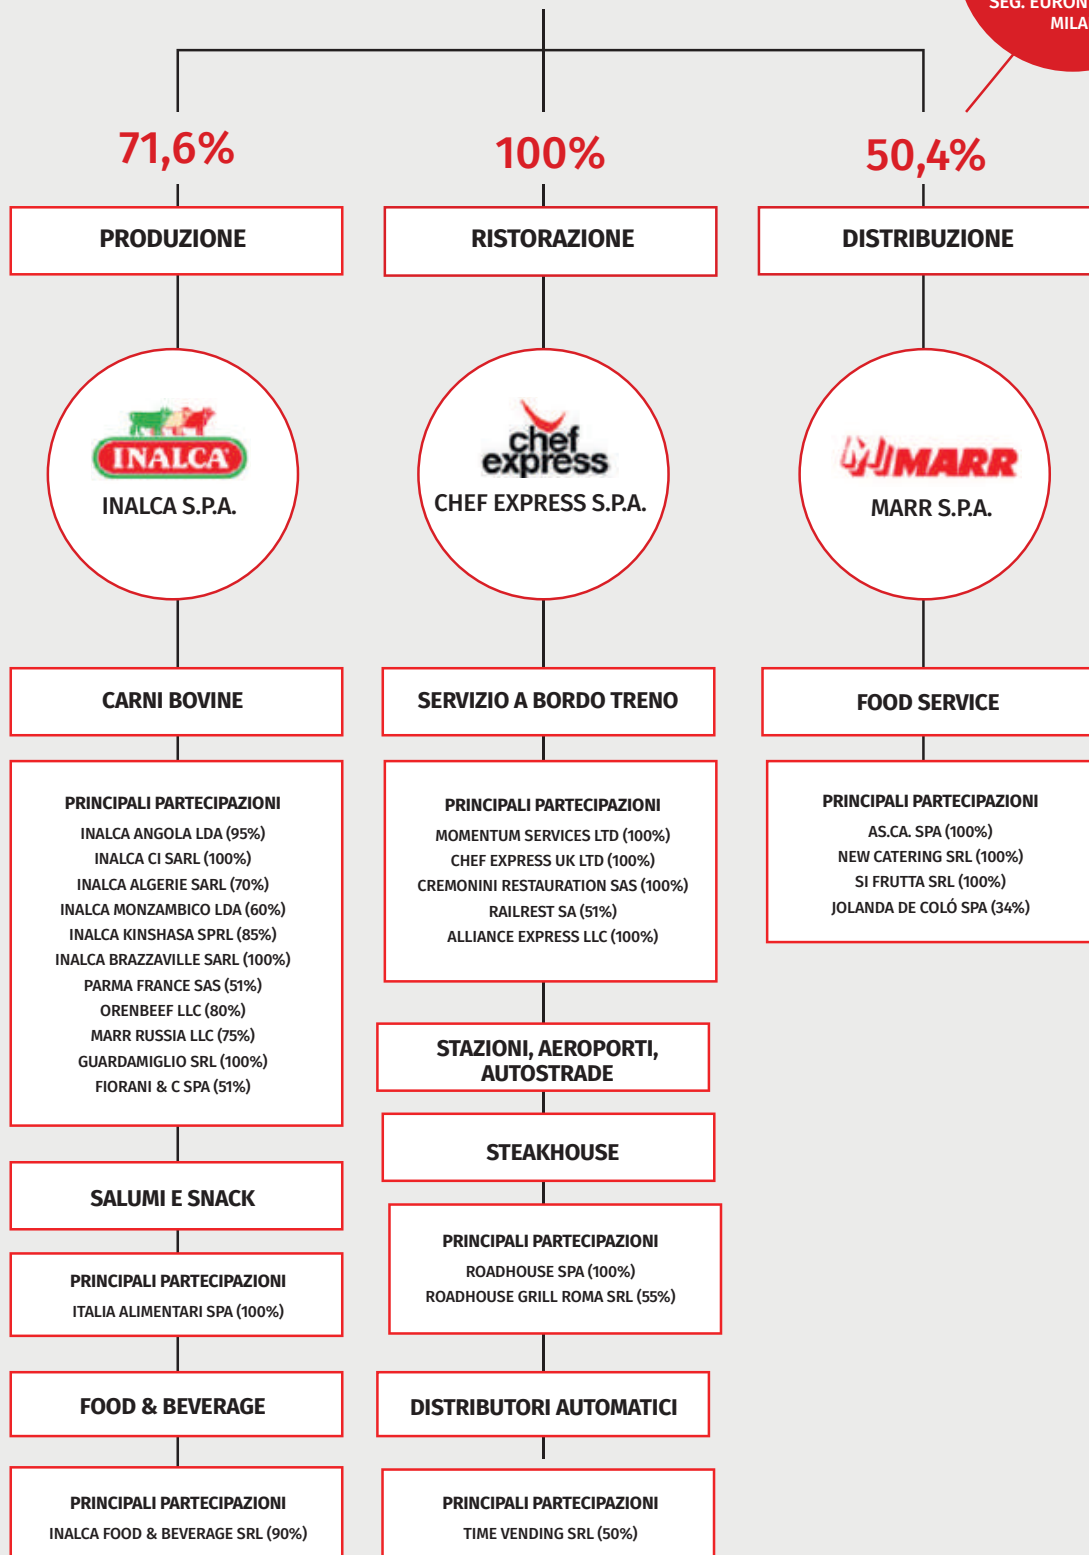 SEG. EURON
MILA
71,6%
100%
50,4%
PRODUZIONE
RISTORAZIONE
DISTRIBUZIONE
INALCA
INALCA S.P.A.
chef
express
CHEF EXPRESS S.P.A.
MARR
MARR S.P.A.
CARNI BOVINE
PRINCIPALI PARTECIPAZIONI
INALCA ANGOLA LDA (95%)
INALCA CI SARL (100%)
INALCA ALGERIE SARL (70%)
INALCA MONZAMBICO LDA (60%)
INALCA KINSHASA SPRL (85%)
INALCA BRAZZAVILLE SARL (100%)
PARMA FRANCE SAS (51%)
ORENBEEF LLC (80%)
MARR RUSSIA LLC (75%)
GUARDAMIGLIO SRL (100%)
FIORANI & C SPA (51%)
SALUMI E SNACK
PRINCIPALI PARTECIPAZIONI
ITALIA ALIMENTARI SPA (100%)
FOOD & BEVERAGE
PRINCIPALI PARTECIPAZIONI
INALCA FOOD & BEVERAGE SRL (90%)
SERVIZIO A BORDO TRENO
PRINCIPALI PARTECIPAZIONI
MOMENTUM SERVICES LTD (100%)
CHEF EXPRESS UK LTD (100%)
CREMONINI RESTAURATION SAS (100%)
RAILREST SA (51%)
ALLIANCE EXPRESS LLC (100%)
STAZIONI, AEROPORTI,
AUTOSTRADE
STEAKHOUSE
PRINCIPALI PARTECIPAZIONI
ROADHOUSE SPA (100%)
ROADHOUSE GRILL ROMA SRL (55%)
DISTRIBUTORI AUTOMATICI
PRINCIPALI PARTECIPAZIONI
TIME VENDING SRL (50%)
FOOD SERVICE
PRINCIPALI PARTECIPAZIONI
AS.CA. SPA (100%)
NEW CATERING SRL (100%)
SI FRUTTA SRL (100%)
JOLANDA DE COLÓ SPA (34%)